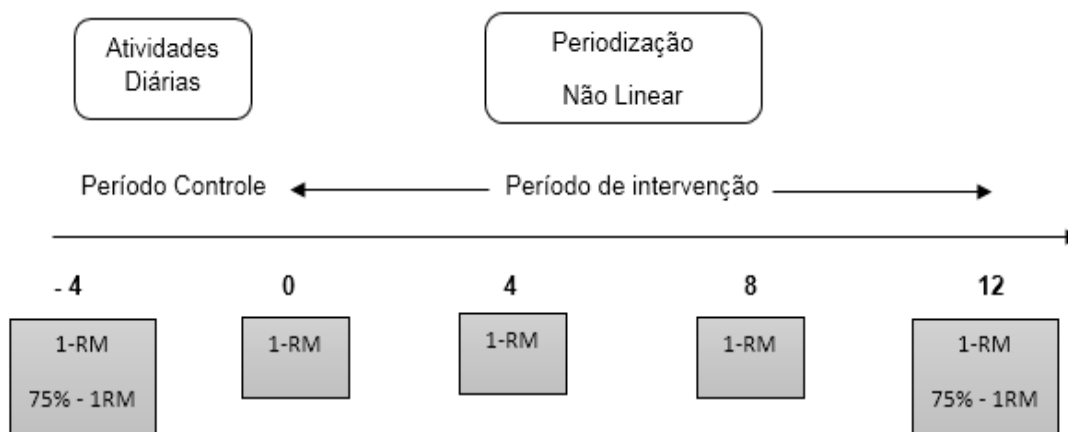 Atividades
Diárias
Periodização
Não Linear
Período Controle
Período de intervenção
- 4
0
4
8
12
1-RM
75% - 1RM
1-RM
1-RM
1-RM
1-RM
75% - 1RM